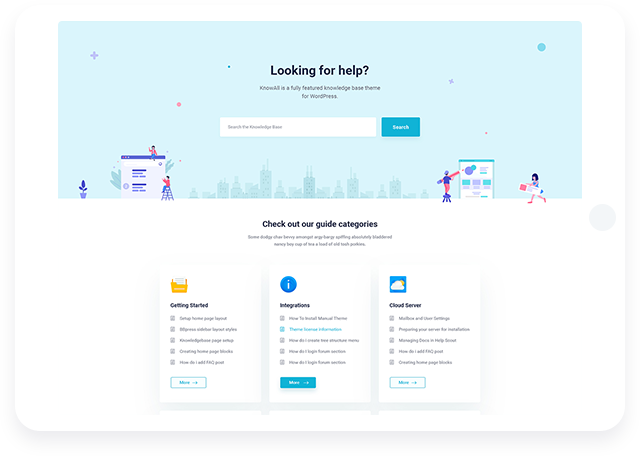 Looking for help?
KnowAll is a fully featured knowledge base theme
for WordPress.
Search the Knowledge Base
Search
Check out our guide categories
Some dodgy chav bevvy amongst argy-bargy spiffing absolutely bladdered
nancy boy cup of tea a load of old tosh porkies.
Getting Started
Setup home page layout
BBpress sidebar layout styles
Knowledgebase page setup
Creating home page blocks
How do i add FAQ post
More
Integrations
How To Install Manual Theme
Theme license information
How do i create tree structure menu
How do i login forum section
How do i login forum section
More
Cloud Server
Mailbox and User Settings
Preparing your server for installation
Managing Docs in Help Scout
How do i add FAQ post
Creating home page blocks
More